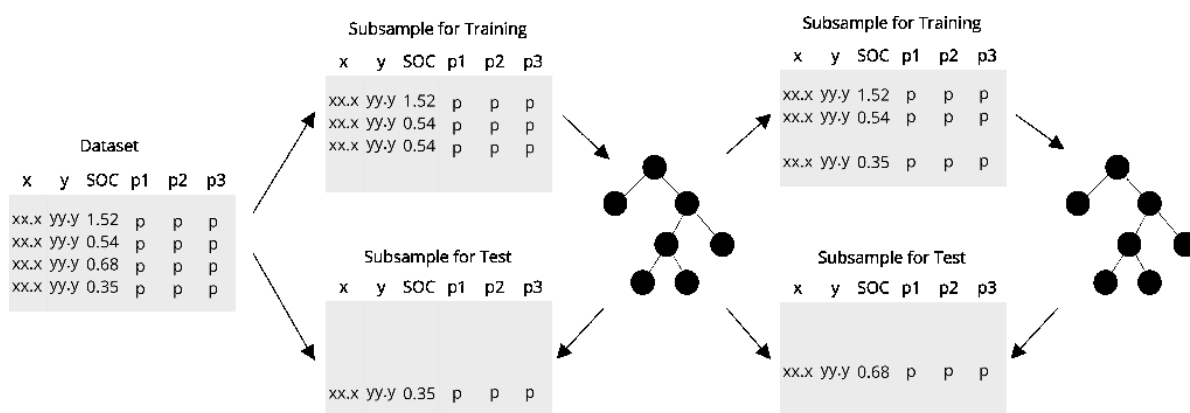 Dataset
x y SOC p1 p2 p3
xx.x yy.y 1.52 p p p
xx.x yy.y 0.54 p p p
xx.x yy.y 0.68 p p p
xx.x yy.y 0.35 p p p
Subsample for Training
x y SOC p1 p2 p3
xx.x yy.y 1.52 p p p
xx.x yy.y 0.54 p p p
xx.x yy.y 0.54 p p p
Subsample for Test
x y SOC p1 p2 p3
xx.x yy.y 0.35 p p p
Subsample for Training
x y SOC p1 p2 p3
xx.x yy.y 1.52 p p p
xx.x yy.y 0.54 p p p
xx.x yy.y 0.35 p p p
Subsample for Test
x y SOC p1 p2 p3
xx.x yy.y 0.68 p p p